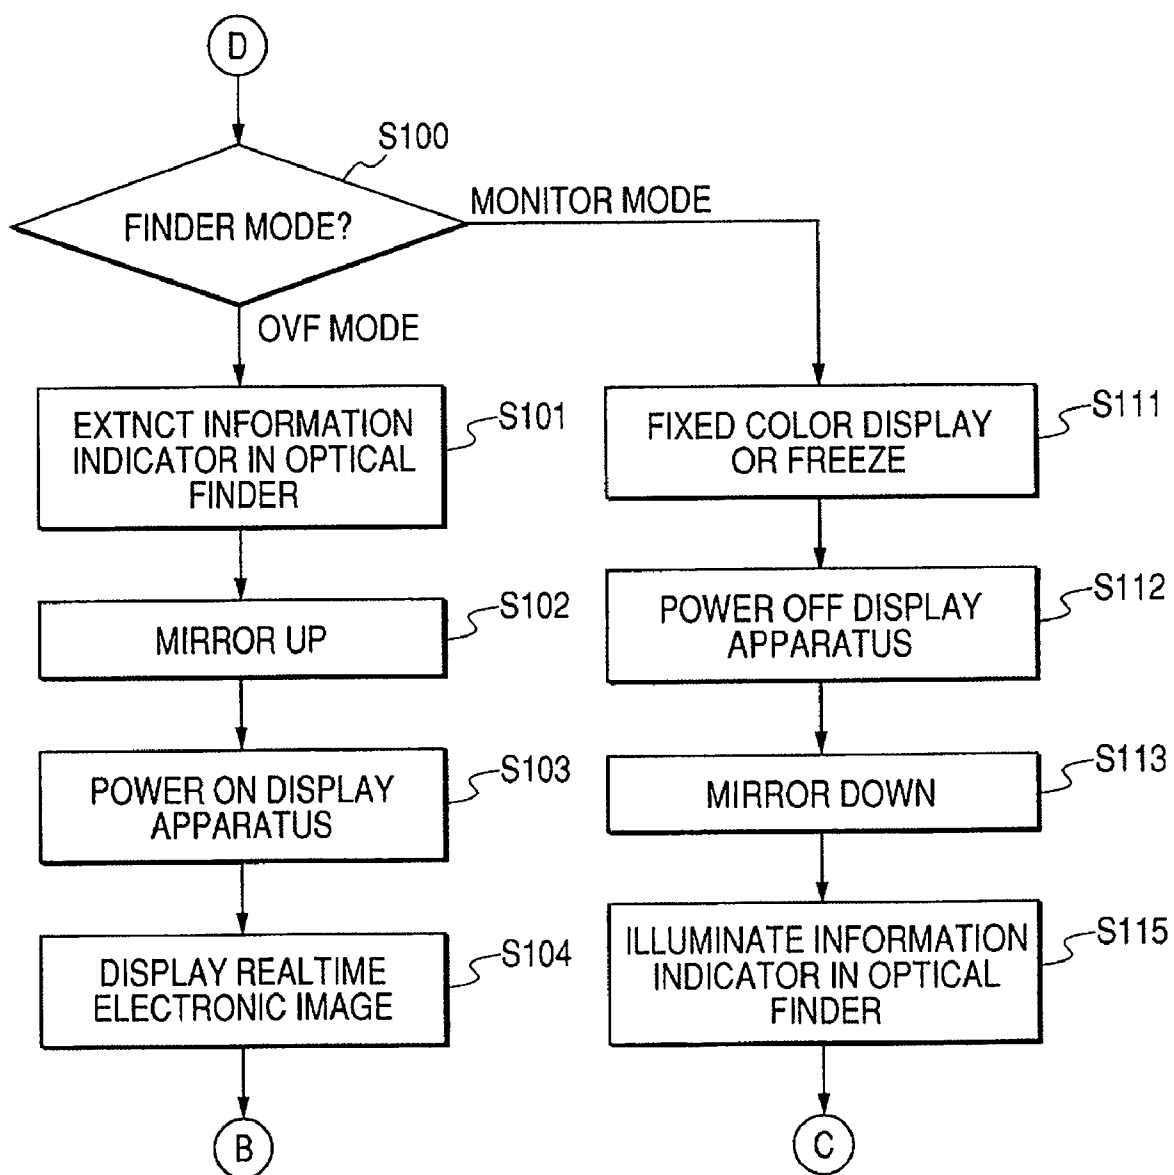 D
S100
FINDER MODE?
MONITOR MODE
OVF MODE
EXTNCT INFORMATION
INDICATOR IN OPTICAL
FINDER
S101
MIRROR UP
S102
POWER ON DISPLAY
APPARATUS
S103
DISPLAY REALTIME
ELECTRONIC IMAGE
S104
B
FIXED COLOR DISPLAY
OR FREEZE
S111
POWER OFF DISPLAY
APPARATUS
S112
MIRROR DOWN
S113
ILLUMINATE INFORMATION
INDICATOR IN OPTICAL
FINDER
S115
C